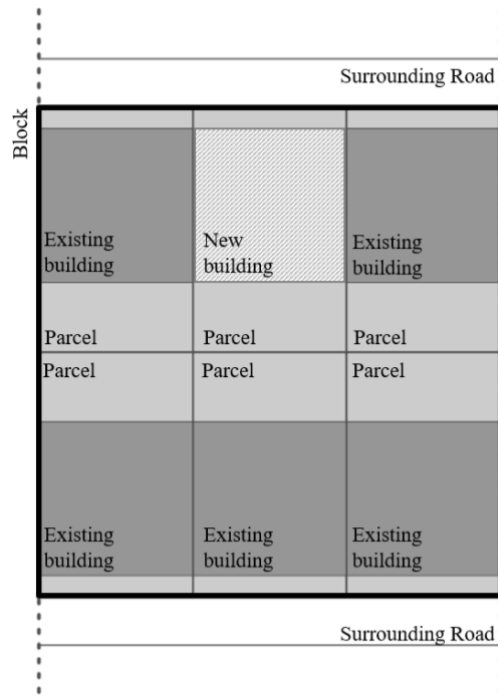 Surrounding Road
Block
Existing
building
New
building
Existing
building
Parcel
Parcel
Parcel
Parcel
Parcel
Parcel
Existing
building
Existing
building
Existing
building
Surrounding Road